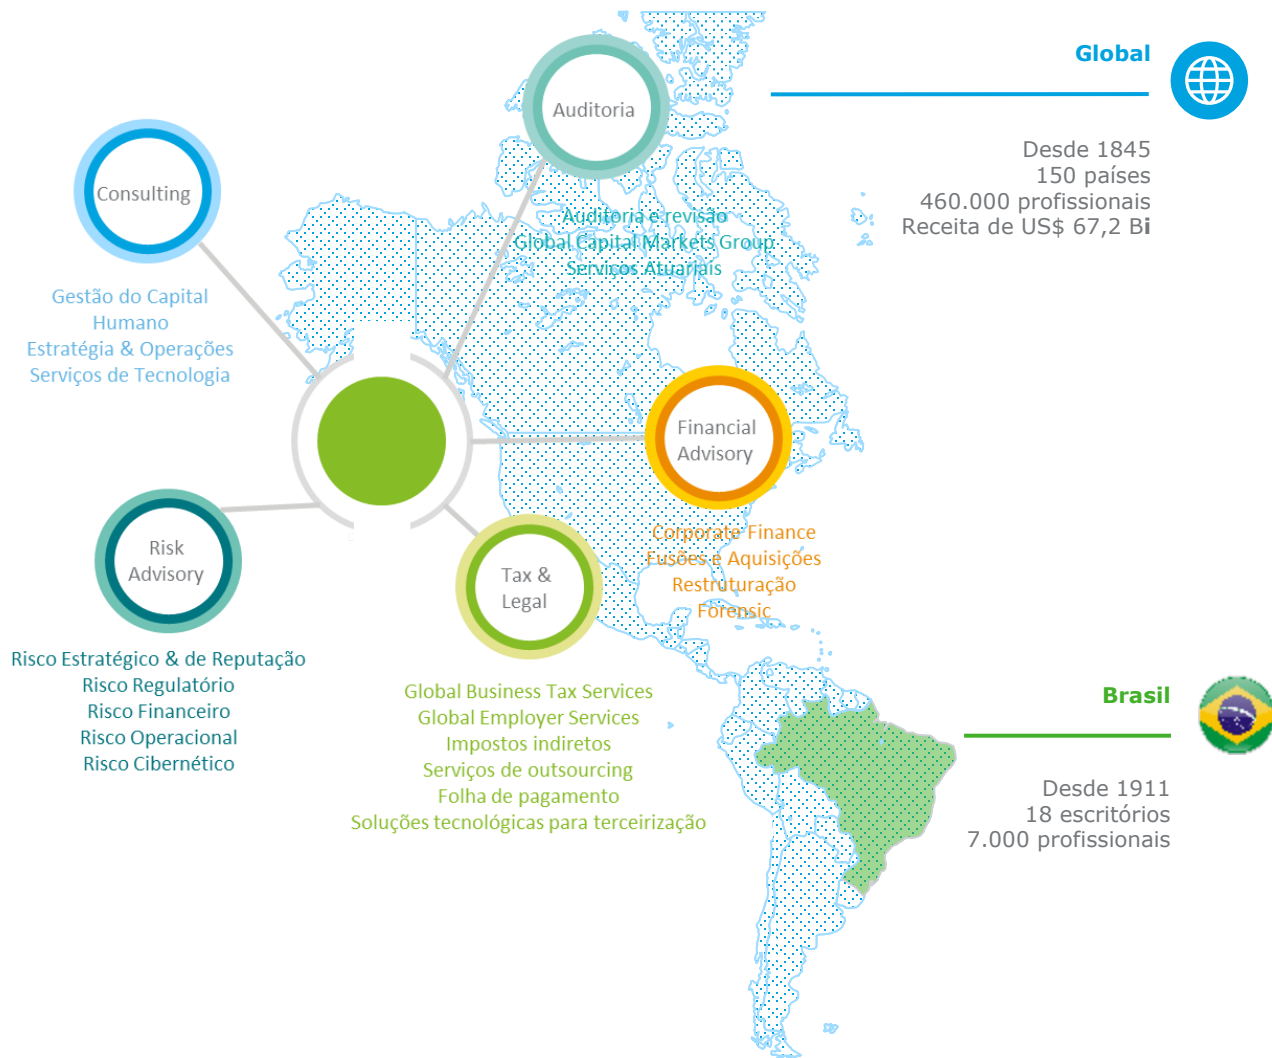 Global
Desde 1845
150 países
460.000 profissionais
Receita de US$ 67,2 Bi
Auditoria
Auditoria e revisão
Global Capital Markets Group
Serviços Atuariais
Consulting
Gestão do Capital
Humano
Estratégia & Operações
Serviços de Tecnologia
Financial
Advisory
Corporate Finance
Fusões e Aquisições
Restruturação
Forensic
Risk
Advisory
Risco Estratégico & de Reputação
Risco Regulatório
Risco Financeiro
Risco Operacional
Risco Cibernético
Tax &
Legal
Global Business Tax Services
Global Employer Services
Impostos indiretos
Serviços de outsourcing
Folha de pagamento
Soluções tecnológicas para terceirização
Brasil
Desde 1911
18 escritórios
7.000 profissionais